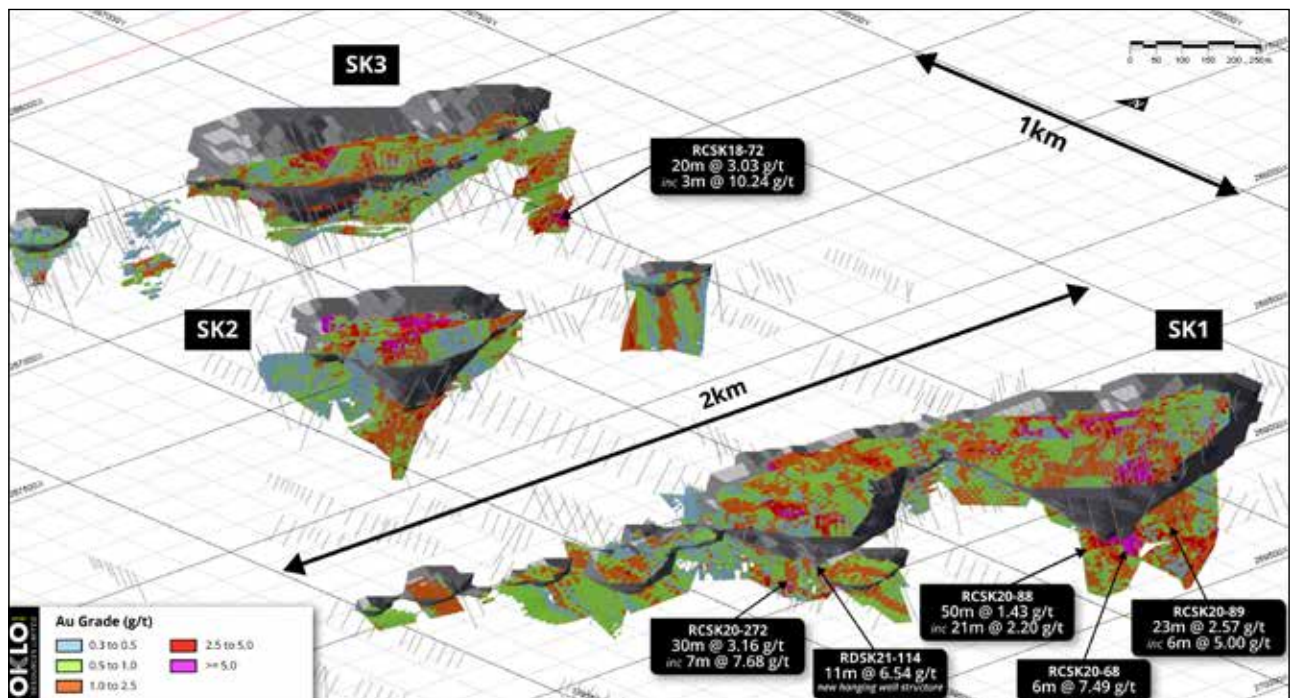 SK3
0 50 100 150 200 250m
N
1km
RCSK18-72
20m @ 3.03 g/t
inc 3m @ 10.24 g/t
SK2
SK1
2km
RCSK20-88
50m @ 1.43 g/t
inc 21m @ 2.20 g/t
RCSK20-89
23m @ 2.57 g/t
inc 6m @ 5.00 g/t
RCSK20-272
30m @ 3.16 g/t
inc 7m @ 7.68 g/t
RDSK21-114
11m @ 6.54 g/t
new hanging wall structure
RCSK20-68
6m @ 7.49 g/t
OKLO
RESOURCES LIMITED
Au Grade (g/t)
0.3 to 0.5
0.5 to 1.0
1.0 to 2.5
2.5 to 5.0
>= 5.0